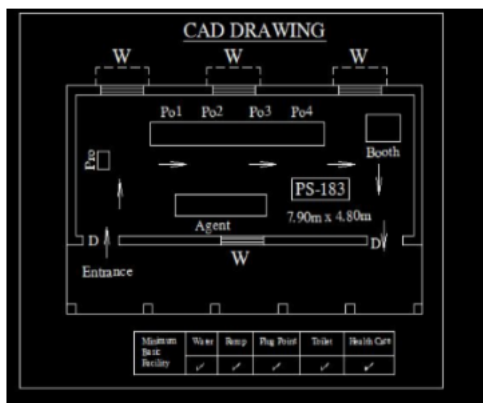 CAD DRAWING
W W W
Po1 Po2 Po3 Po4
Pro
Booth
PS-183
7.90m x 4.80m
Agent
D D
W
Entrance
Minimum Basic Facility Water Ramp Plug Point Toilet Health Care
✓ ✓ ✓ ✓ ✓